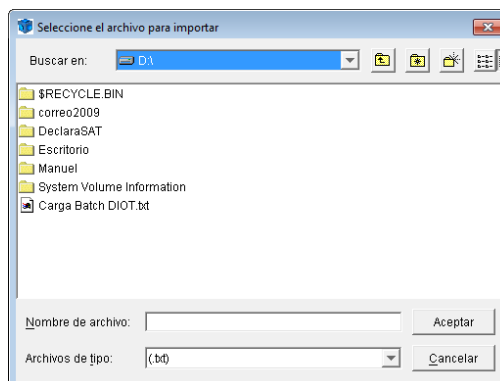 Seleccione el archivo para importar
Buscar en: D:\
$RECYCLE.BIN
correo2009
DeclaraSAT
Escritorio
Manuel
System Volume Information
Carga Batch DIOT.txt
Nombre de archivo: Aceptar
Archivos de tipo: (.txt) Cancelar